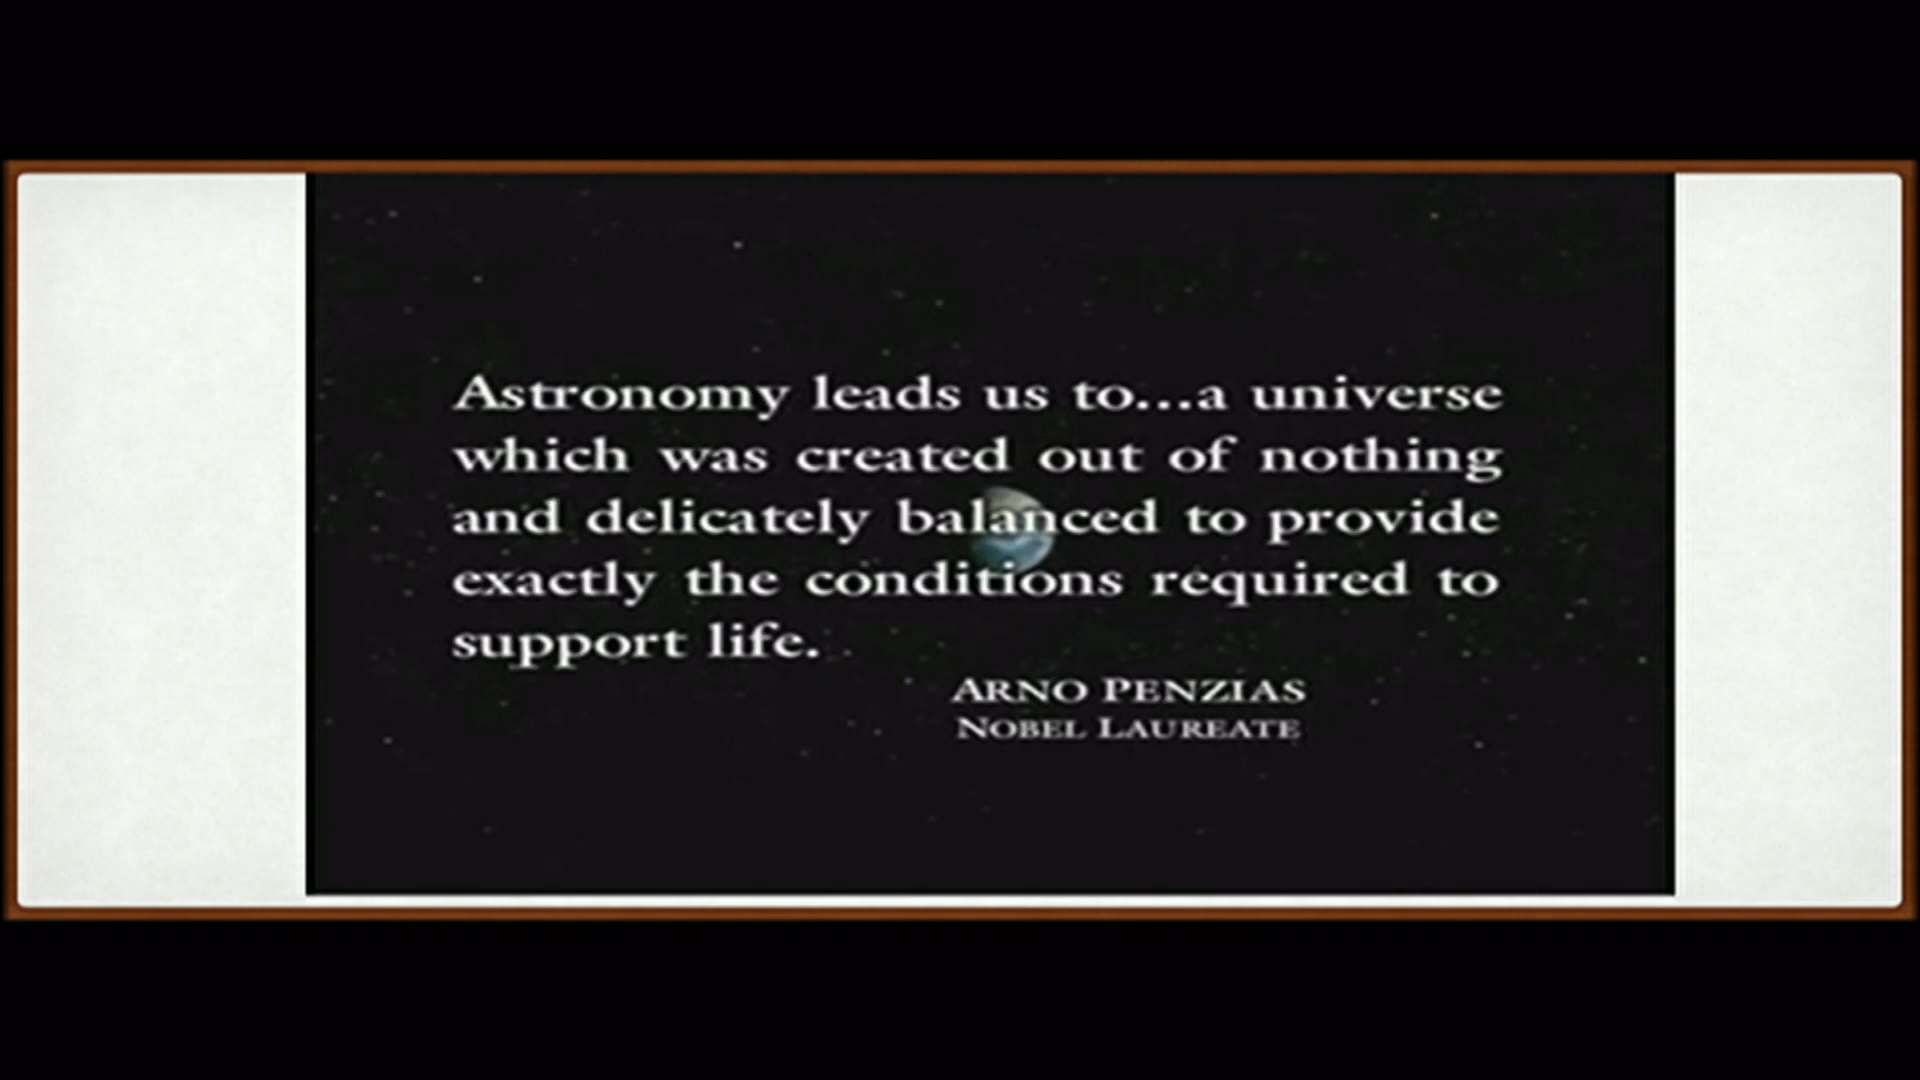 Astronomy leads us to...a universe
which was created out of nothing
and delicately balanced to provide
exactly the conditions required to
support life.
ARNO PENZIAS
NOBEL LAUREATE